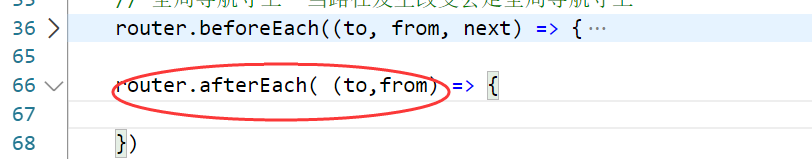 36 router.beforeEach((to, from, next) => {···
65
66 router.afterEach( (to,from) => {
67
68 })